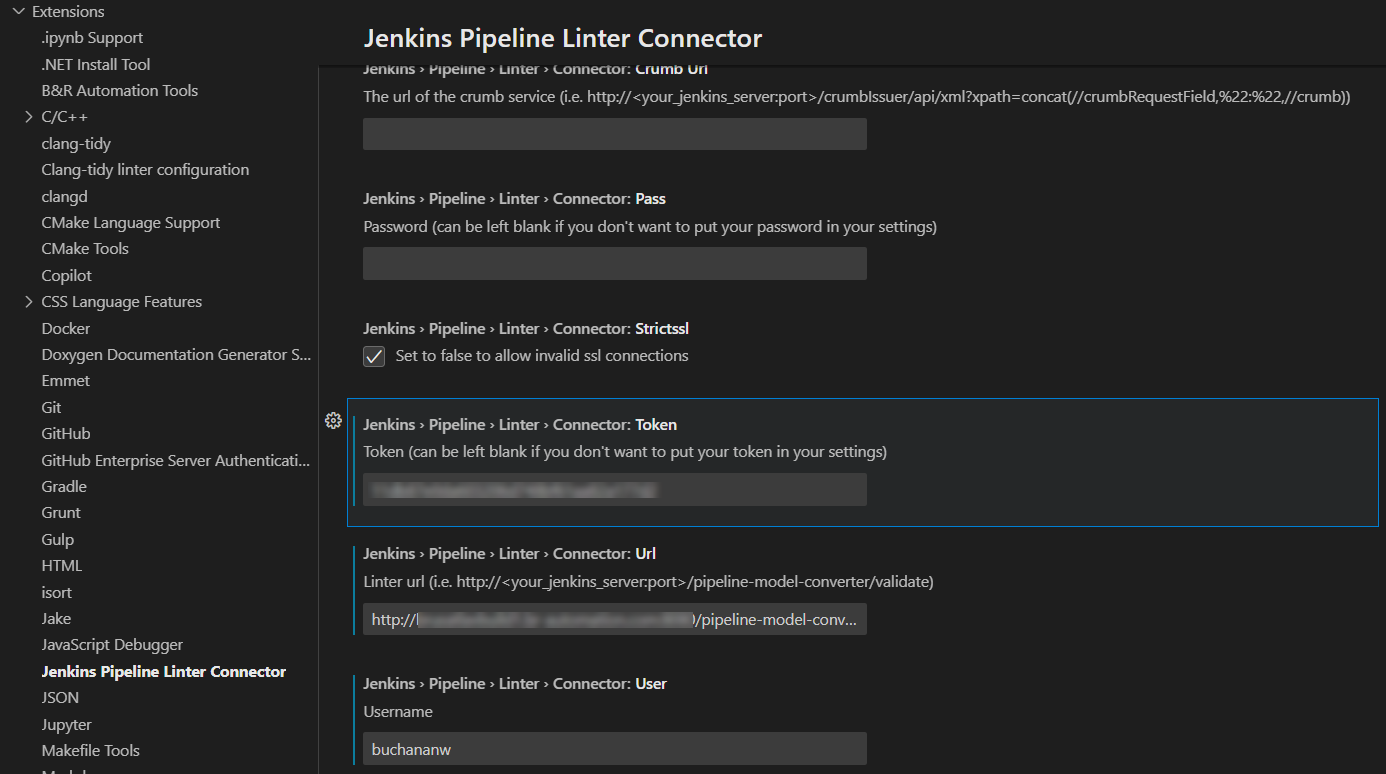 Extensions
.ipynb Support
.NET Install Tool
B&R Automation Tools
C/C++
clang-tidy
Clang-tidy linter configuration
clangd
CMake Language Support
CMake Tools
Copilot
CSS Language Features
Docker
Doxygen Documentation Generator S...
Emmet
Git
GitHub
GitHub Enterprise Server Authenticati...
Gradle
Grunt
Gulp
HTML
isort
Jake
JavaScript Debugger
Jenkins Pipeline Linter Connector
JSON
Jupyter
Makefile Tools
Jenkins Pipeline Linter Connector
Jenkins › Pipeline › Linter › Connector: Crumb Url
The url of the crumb service (i.e. http://<your_jenkins_server:port>/crumbIssuer/api/xml?xpath=concat(//crumbRequestField,%22:%22,//crumb))
Jenkins › Pipeline › Linter › Connector: Pass
Password (can be left blank if you don't want to put your password in your settings)
Jenkins › Pipeline › Linter › Connector: Strictssl
Set to false to allow invalid ssl connections
Jenkins › Pipeline › Linter › Connector: Token
Token (can be left blank if you don't want to put your token in your settings)
Jenkins › Pipeline › Linter › Connector: Url
Linter url (i.e. http://<your_jenkins_server:port>/pipeline-model-converter/validate)
http:// /pipeline-model-conv...
Jenkins › Pipeline › Linter › Connector: User
Username
buchananw